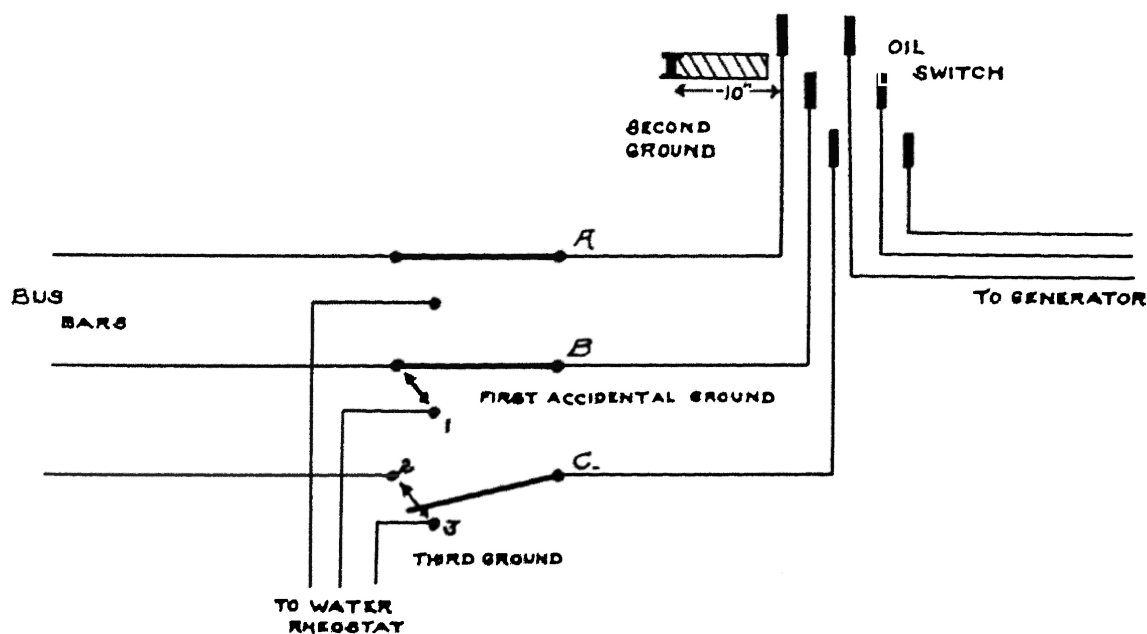 OIL
SWITCH
-10"
SECOND
GROUND
A
BUS
BARS
TO GENERATOR
B
FIRST ACCIDENTAL GROUND
1
2
C-
3
THIRD GROUND
TO WATER
RHEOSTAT